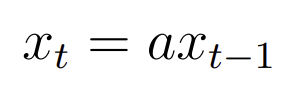 x_t = ax_{t-1}